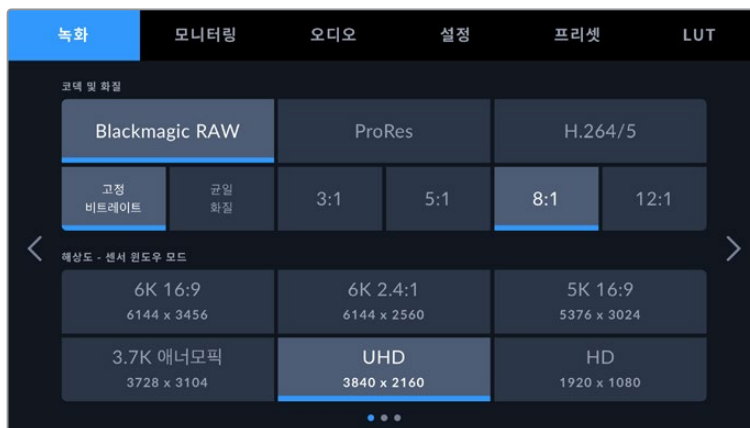 녹화 모니터링 오디오 설정 프리셋 LUT
코덱 및 화질
Blackmagic RAW ProRes H.264/5
고정 비트레이트 균일 화질 3:1 5:1 8:1 12:1
해상도 - 센서 윈도우 모드
6K 16:9 6K 2.4:1 5K 16:9
6144 x 3456 6144 x 2560 5376 x 3024
3.7K 애너모픽 UHD HD
3728 x 3104 3840 x 2160 1920 x 1080